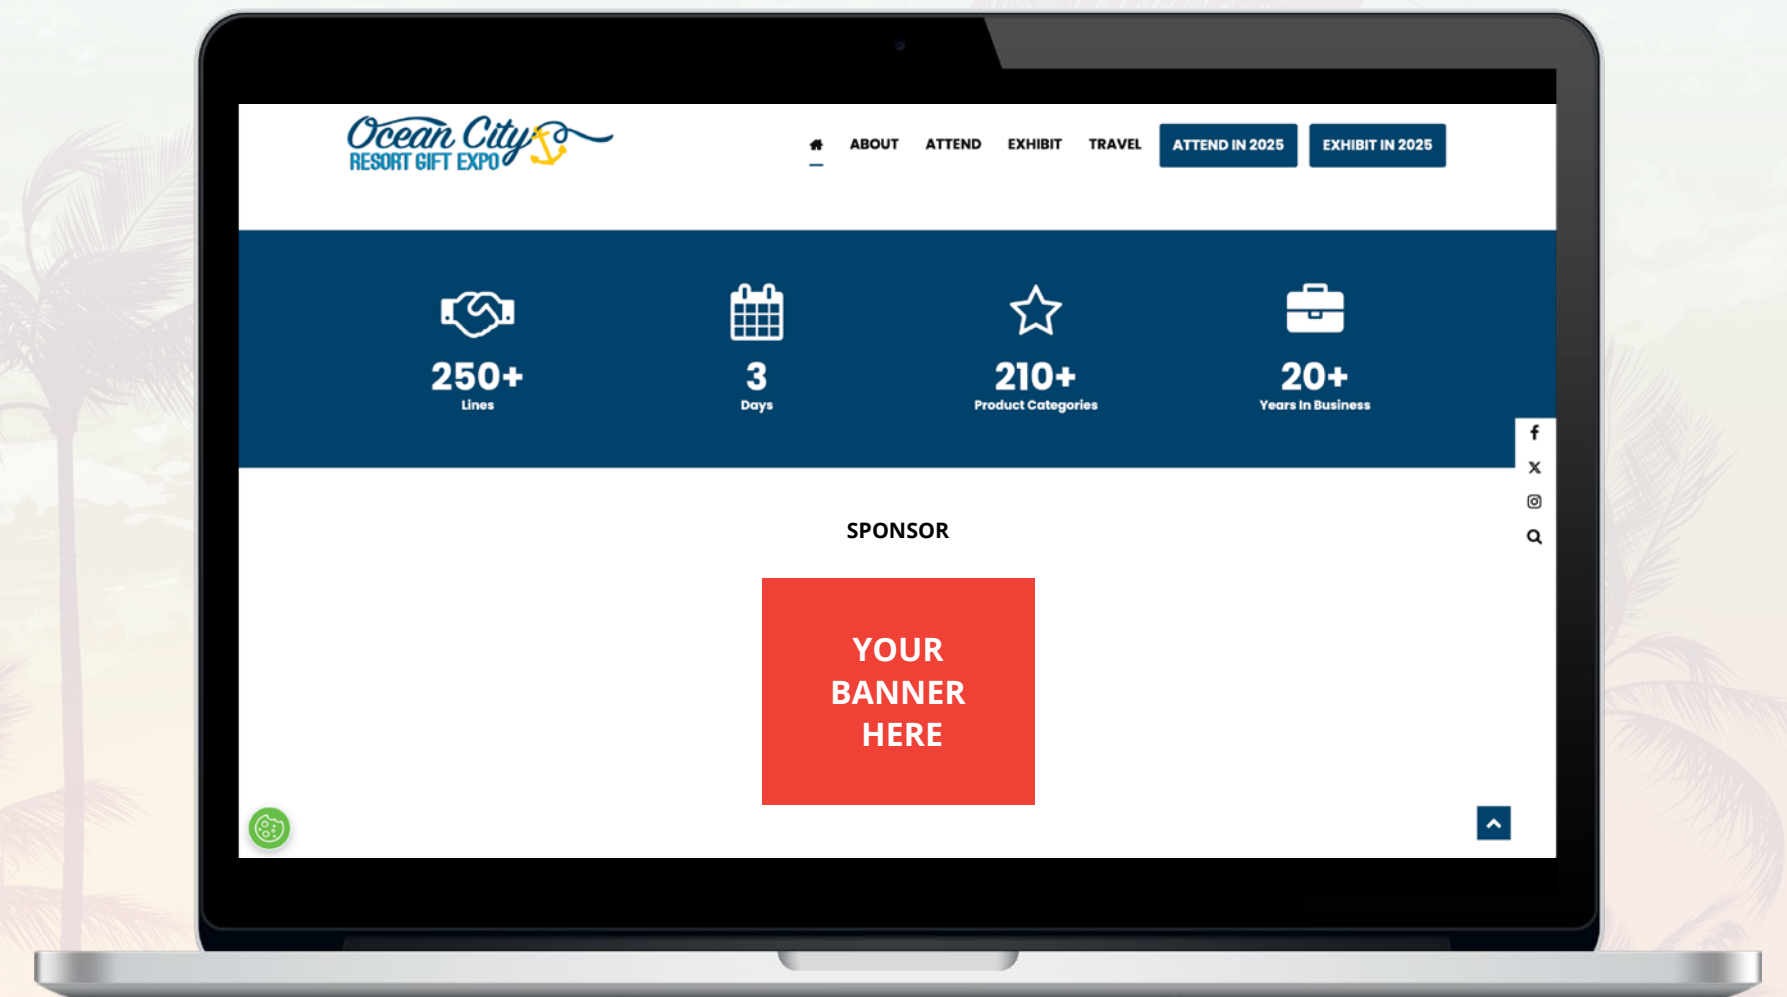 Ocean City
RESORT GIFT EXPO
ABOUT ATTEND EXHIBIT TRAVEL ATTEND IN 2025 EXHIBIT IN 2025
250+ 3 210+ 20+
Lines Days Product Categories Years In Business
SPONSOR
YOUR
BANNER
HERE